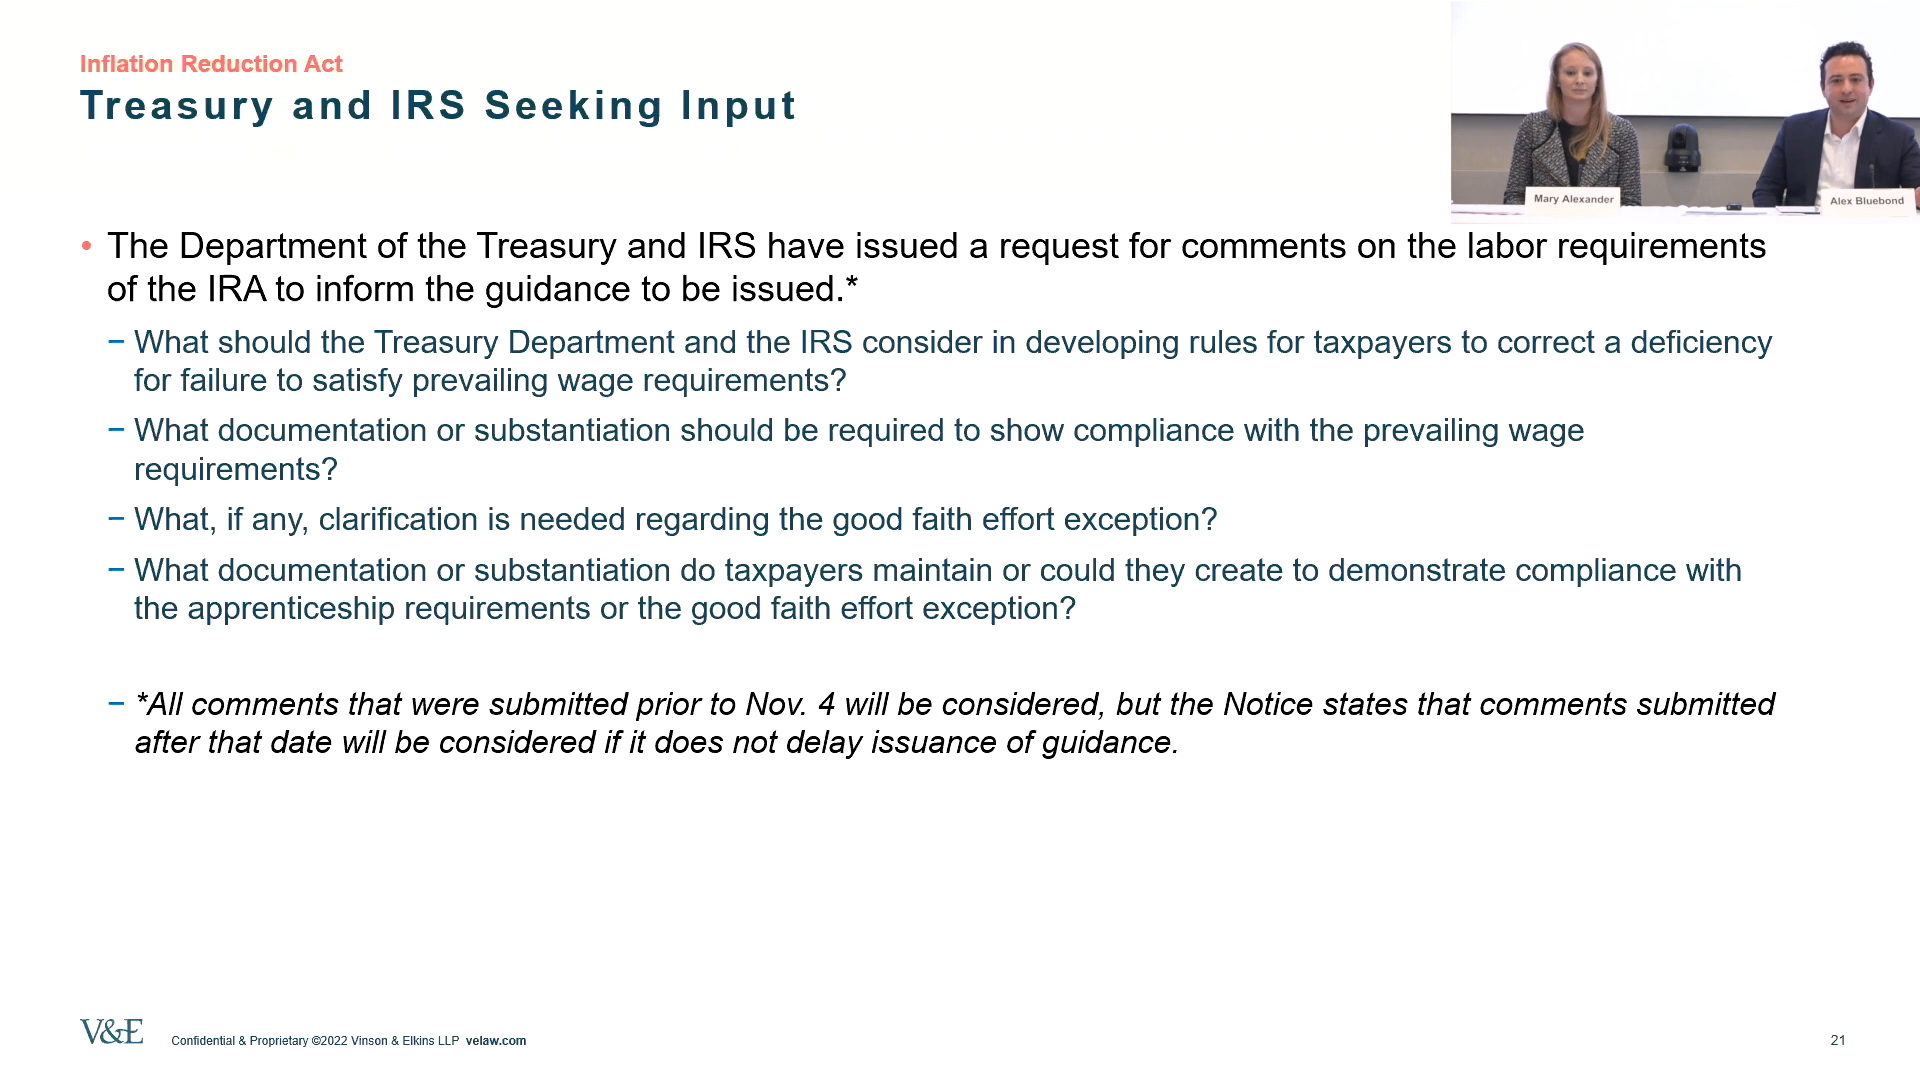 Inflation Reduction Act
Treasury and IRS Seeking Input
Mary Alexander
Alex Bluebond
• The Department of the Treasury and IRS have issued a request for comments on the labor requirements
of the IRA to inform the guidance to be issued.*
− What should the Treasury Department and the IRS consider in developing rules for taxpayers to correct a deficiency
for failure to satisfy prevailing wage requirements?
− What documentation or substantiation should be required to show compliance with the prevailing wage
requirements?
− What, if any, clarification is needed regarding the good faith effort exception?
− What documentation or substantiation do taxpayers maintain or could they create to demonstrate compliance with
the apprenticeship requirements or the good faith effort exception?
− *All comments that were submitted prior to Nov. 4 will be considered, but the Notice states that comments submitted
after that date will be considered if it does not delay issuance of guidance.
V&E Confidential & Proprietary ©2022 Vinson & Elkins LLP velaw.com
21